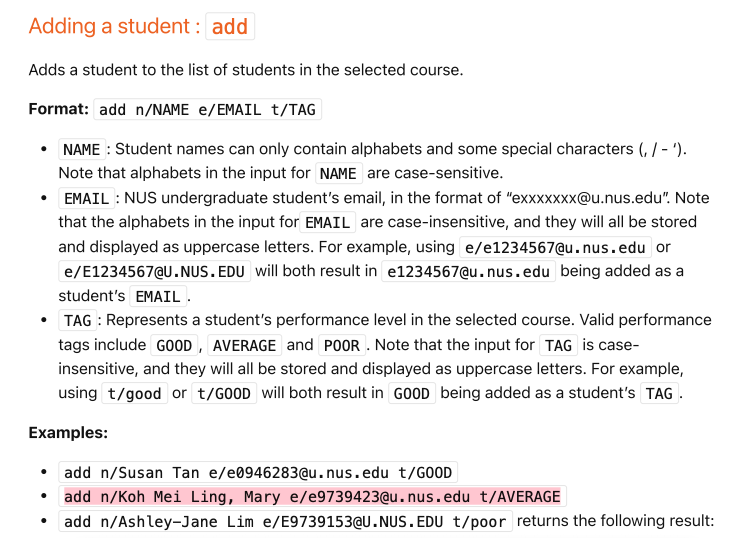 Adding a student : add
Adds a student to the list of students in the selected course.
Format: add n/NAME e/EMAIL t/TAG
• NAME : Student names can only contain alphabets and some special characters (, / - ‘).
Note that alphabets in the input for NAME are case-sensitive.
• EMAIL : NUS undergraduate student’s email, in the format of “exxxxxxx@u.nus.edu”. Note
that the alphabets in the input for EMAIL are case-insensitive, and they will all be stored
and displayed as uppercase letters. For example, using e/e1234567@u.nus.edu or
e/E1234567@U.NUS.EDU will both result in e1234567@u.nus.edu being added as a
student’s EMAIL .
• TAG : Represents a student’s performance level in the selected course. Valid performance
tags include GOOD , AVERAGE and POOR . Note that the input for TAG is case-
insensitive, and they will all be stored and displayed as uppercase letters. For example,
using t/good or t/GOOD will both result in GOOD being added as a student’s TAG .
Examples:
• add n/Susan Tan e/e0946283@u.nus.edu t/GOOD
• add n/Koh Mei Ling, Mary e/e9739423@u.nus.edu t/AVERAGE
• add n/Ashley-Jane Lim e/E9739153@U.NUS.EDU t/poor returns the following result: